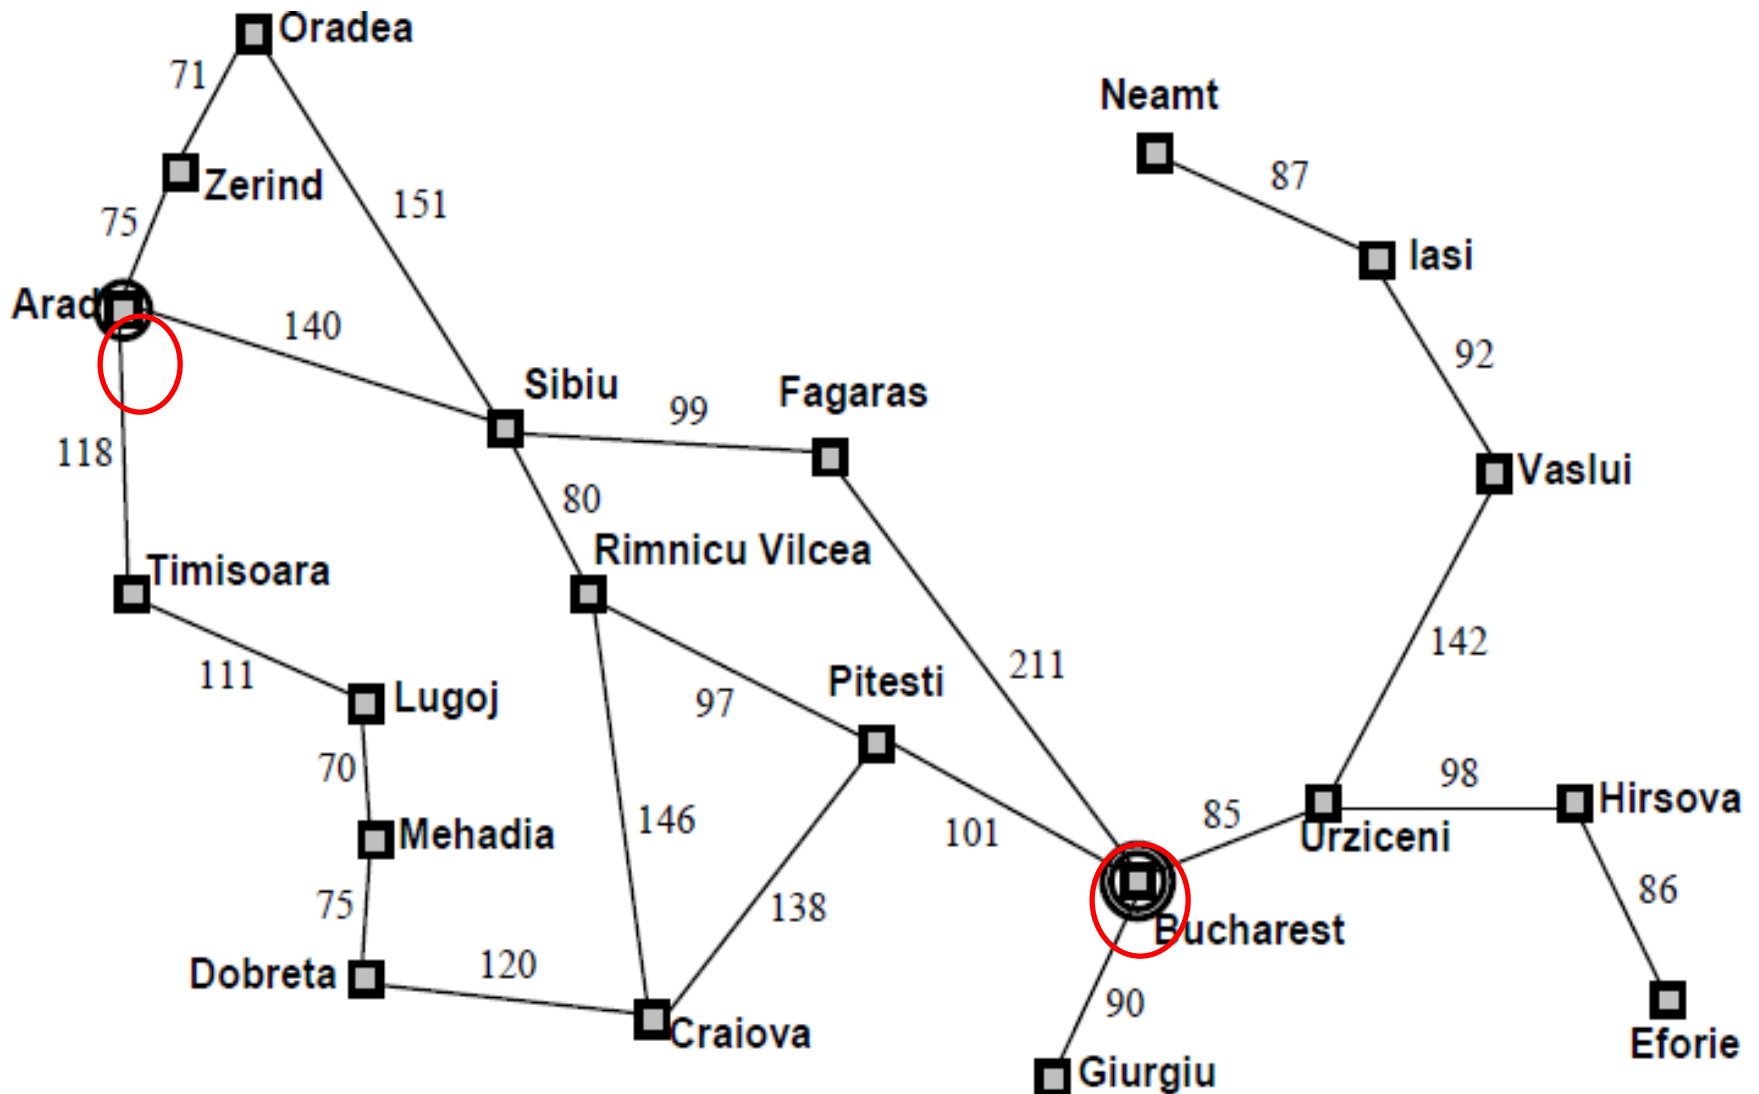 Oradea
71
Neamt
87
Zerind
151
75
Iasi
Arad
140
92
Sibiu
99
Fagaras
118
Vaslui
80
Rimnicu Vilcea
Timisoara
142
211
111
Lugoj
97
Pitesti
70
98
Hirsova
146
85
Mehadia
101
Urziceni
86
75
138
Bucharest
Dobreta
120
90
Craiova
Eforie
Giurgiu